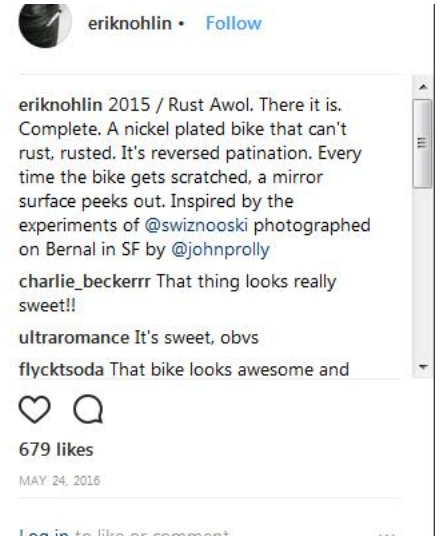 eriknohlin • Follow
eriknohlin 2015 / Rust Awol. There it is.
Complete. A nickel plated bike that can't
rust, rusted. It's reversed patination. Every
time the bike gets scratched, a mirror
surface peeks out. Inspired by the
experiments of @swiznooski photographed
on Bernal in SF by @johnprolly
charlie_beckerrr That thing looks really
sweet!!
ultraromance It's sweet, obvs
flycktsoda That bike looks awesome and
679 likes
MAY 24, 2016
Log in to like or comment.